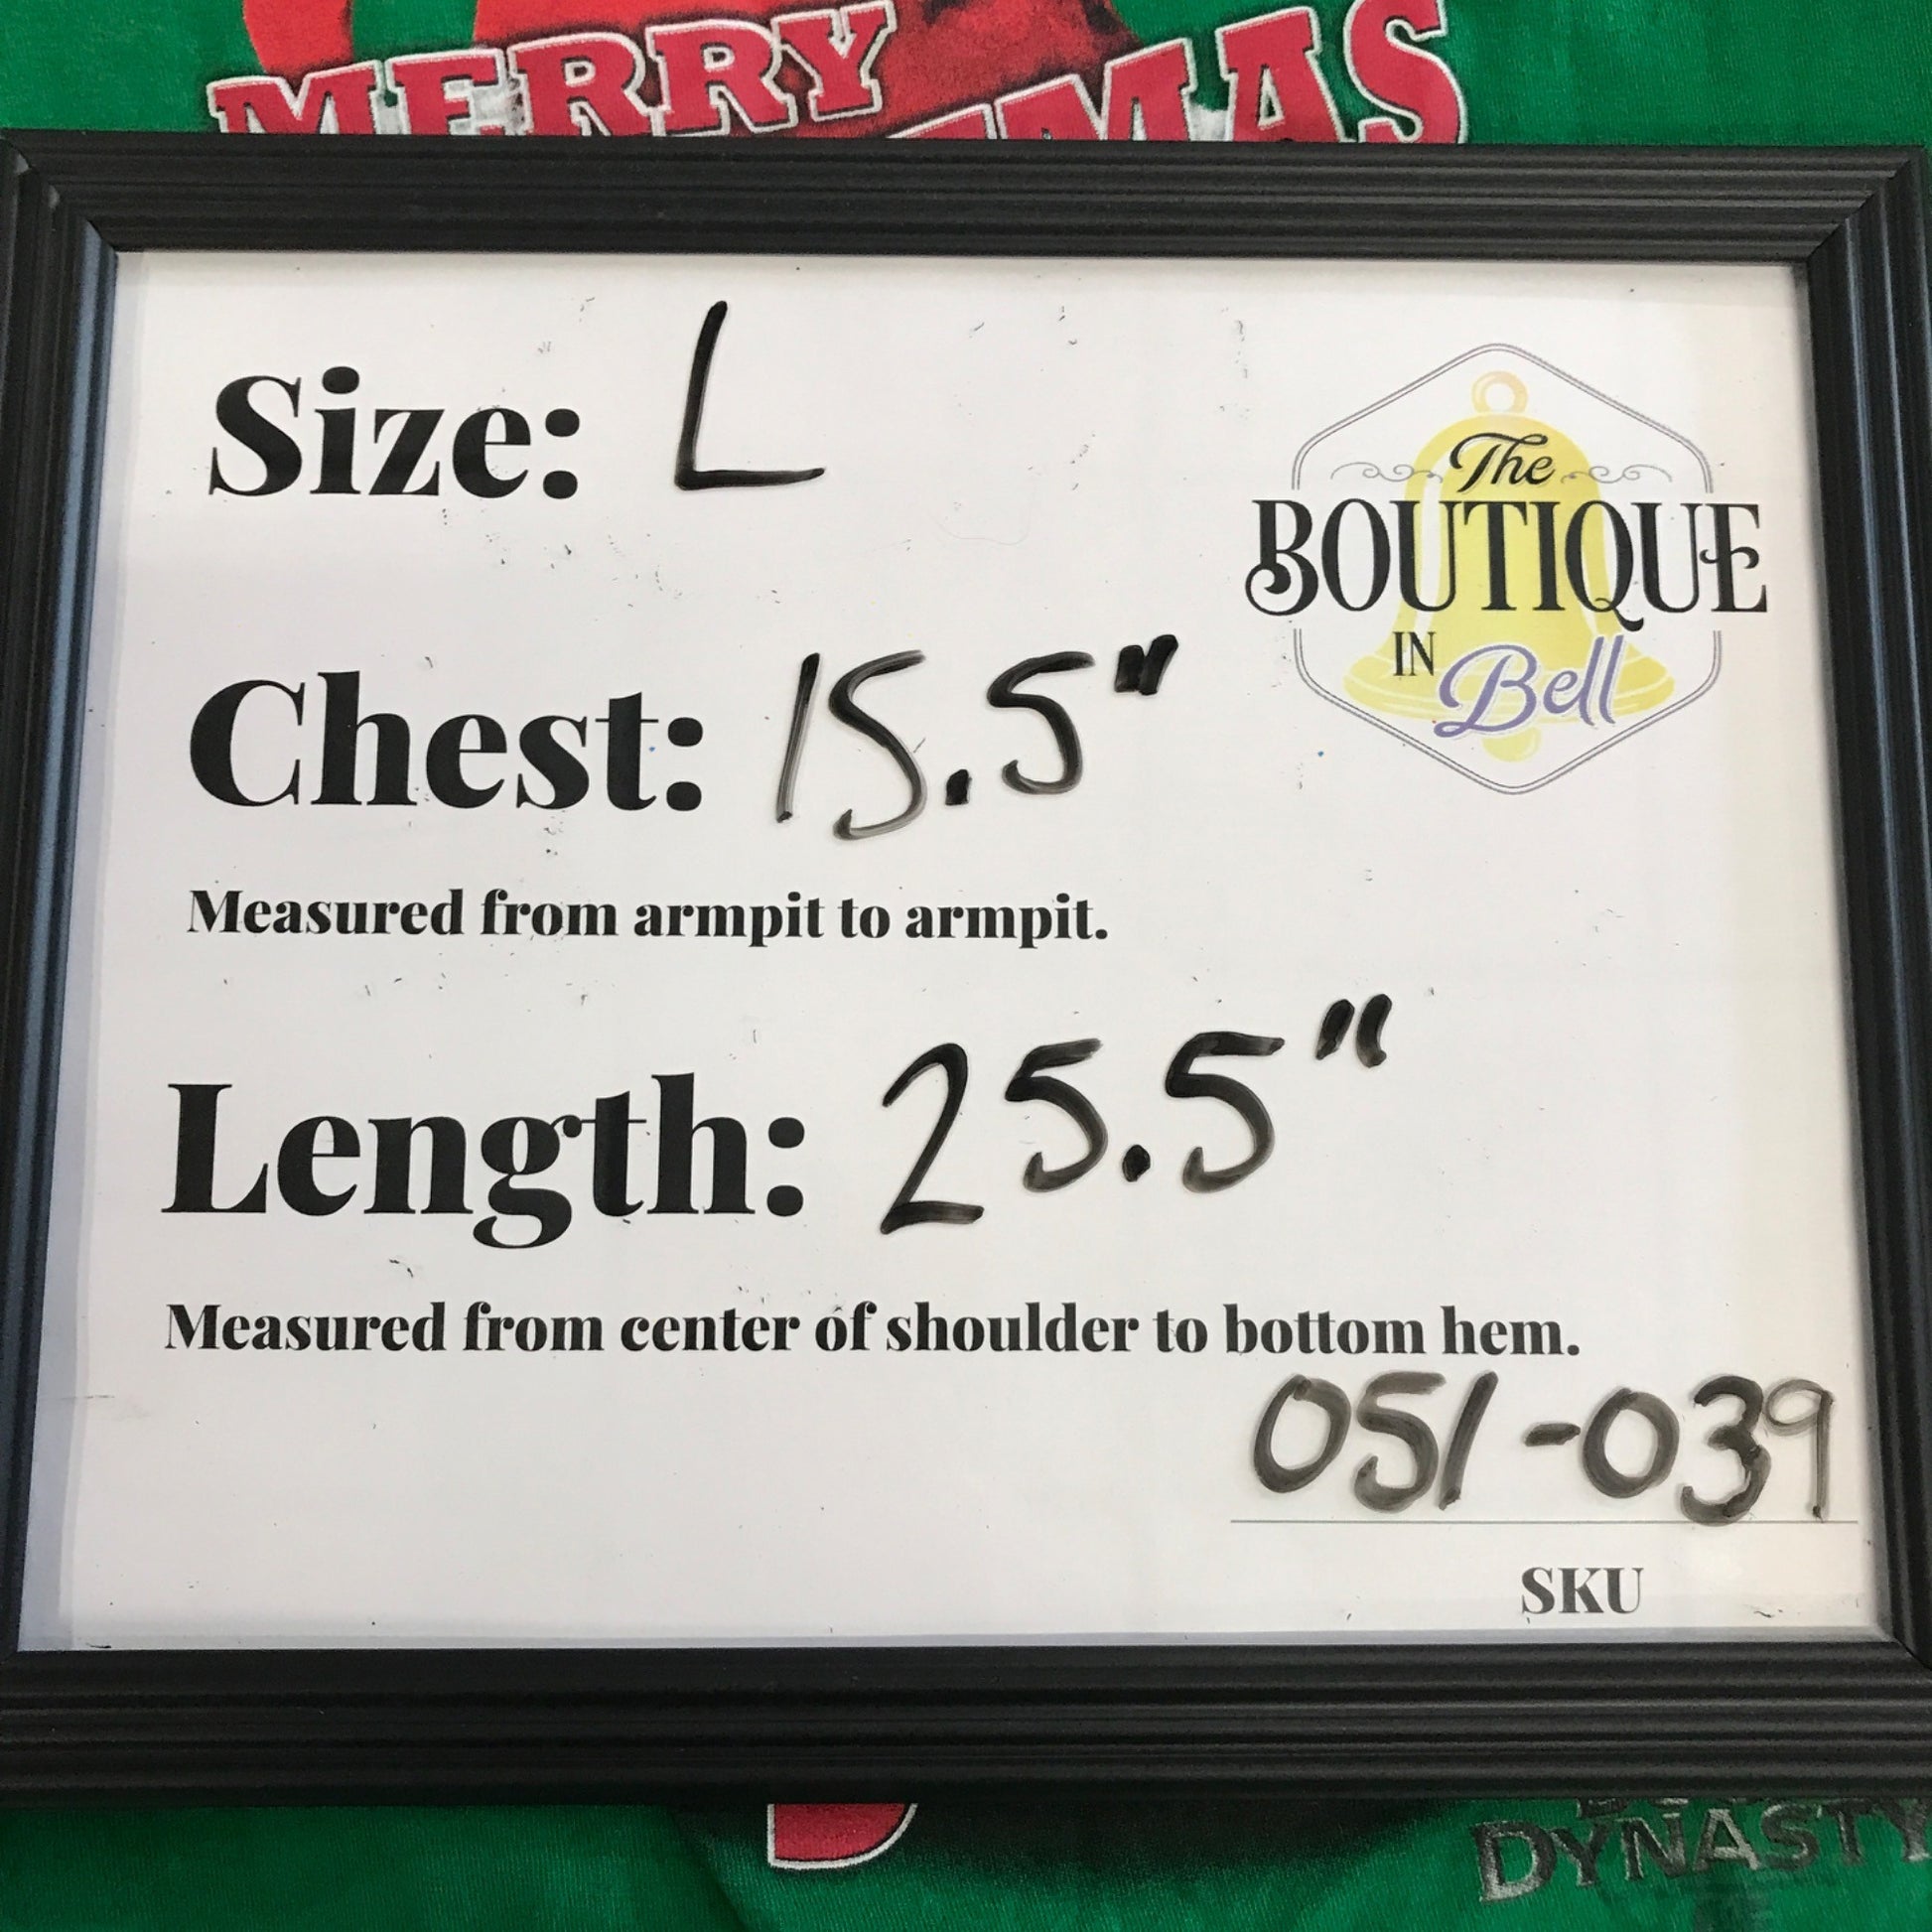 MERRY
Size: L
The
BOUTIQUE
IN
Bell
Chest: 15.5"
Measured from armpit to armpit.
Length: 25.5"
Measured from center of shoulder to bottom hem.
051-039
SKU
DYNASTY